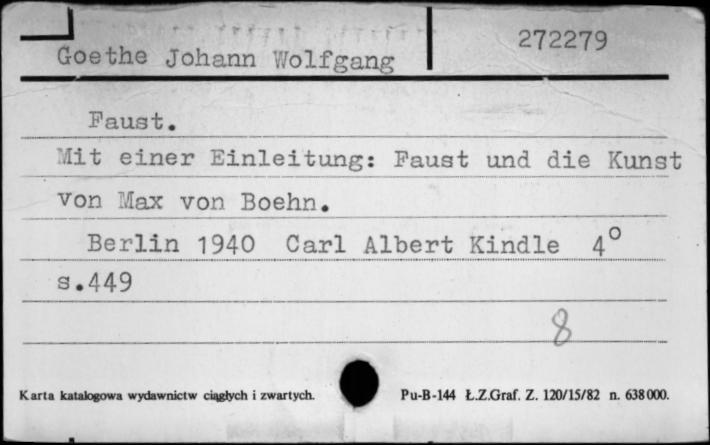 Goethe Johann Wolfgang 272279
Faust.
Mit einer Einleitung: Faust und die Kunst
von Max von Boehn.
Berlin 1940 Carl Albert Kindle 4°
s.449
8
Karta katalogowa wydawnictw ciągłych i zwartych. Pu-B-144 Ł.Z.Graf. Z. 120/15/82 n. 638000.